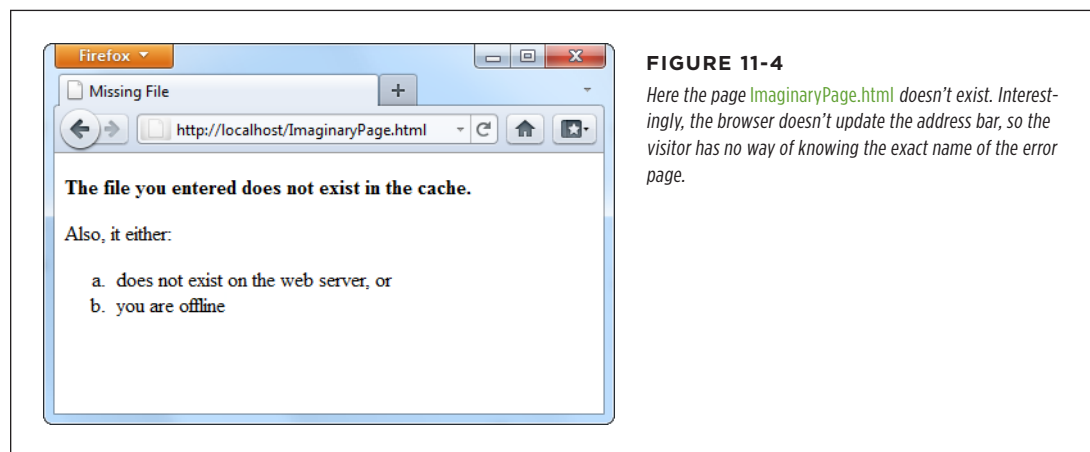 Firefox
Missing File
http://localhost/ImaginaryPage.html
The file you entered does not exist in the cache.
Also, it either:
a. does not exist on the web server, or
b. you are offline
FIGURE 11-4
Here the page ImaginaryPage.html doesn't exist. Interest-
ingly, the browser doesn't update the address bar, so the
visitor has no way of knowing the exact name of the error
page.